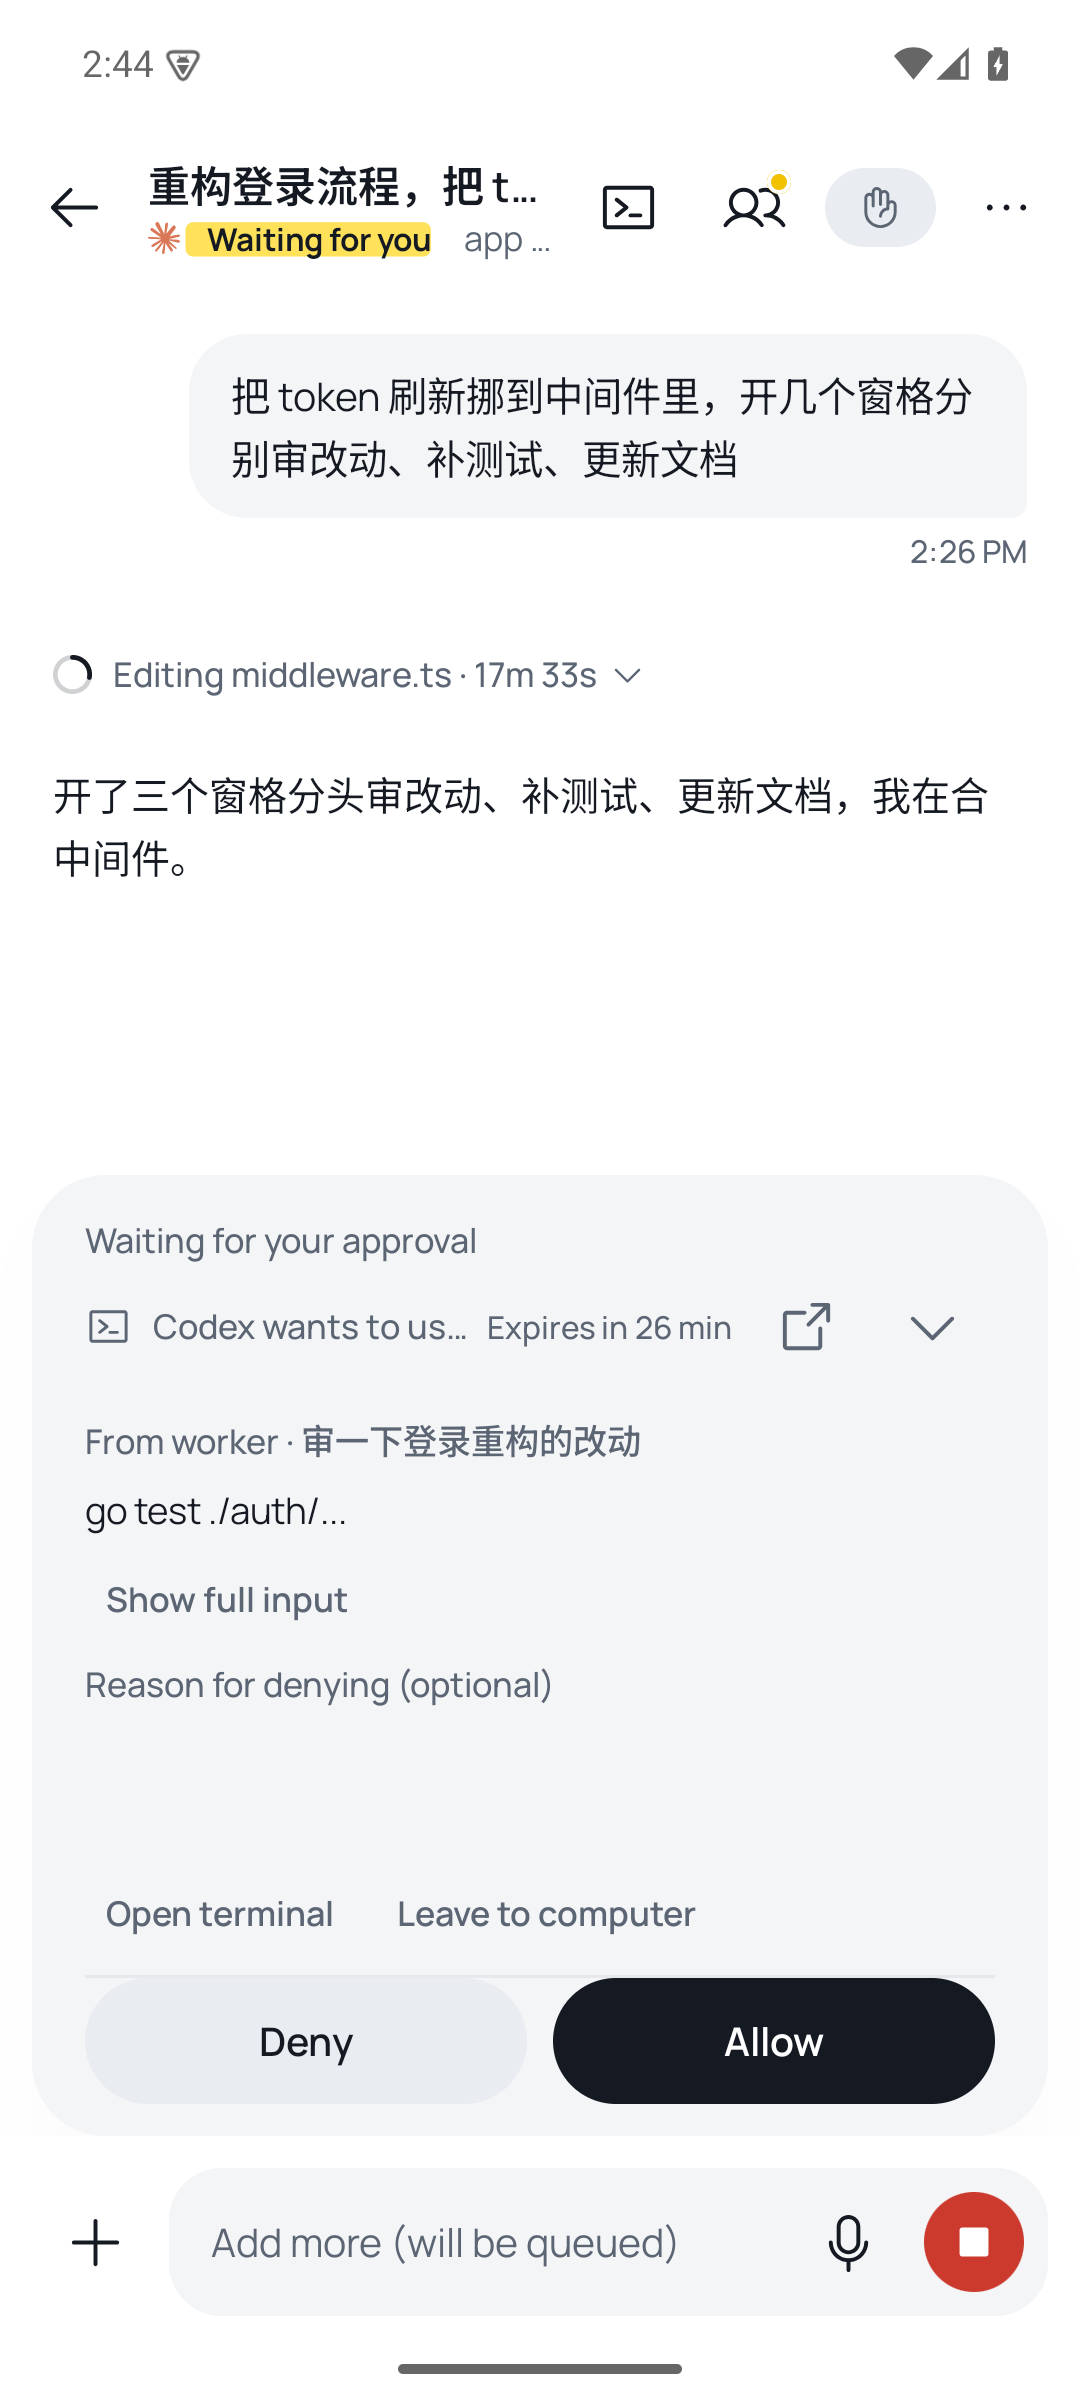 2:44
重构登录流程，把 t...
Waiting for you app ...
把 token 刷新挪到中间件里，开几个窗格分
别审改动、补测试、更新文档
2:26 PM
Editing middleware.ts · 17m 33s
开了三个窗格分头审改动、补测试、更新文档，我在合
中间件。
Waiting for your approval
Codex wants to us... Expires in 26 min
From worker · 审一下登录重构的改动
go test ./auth/...
Show full input
Reason for denying (optional)
Open terminal Leave to computer
Deny Allow
Add more (will be queued)